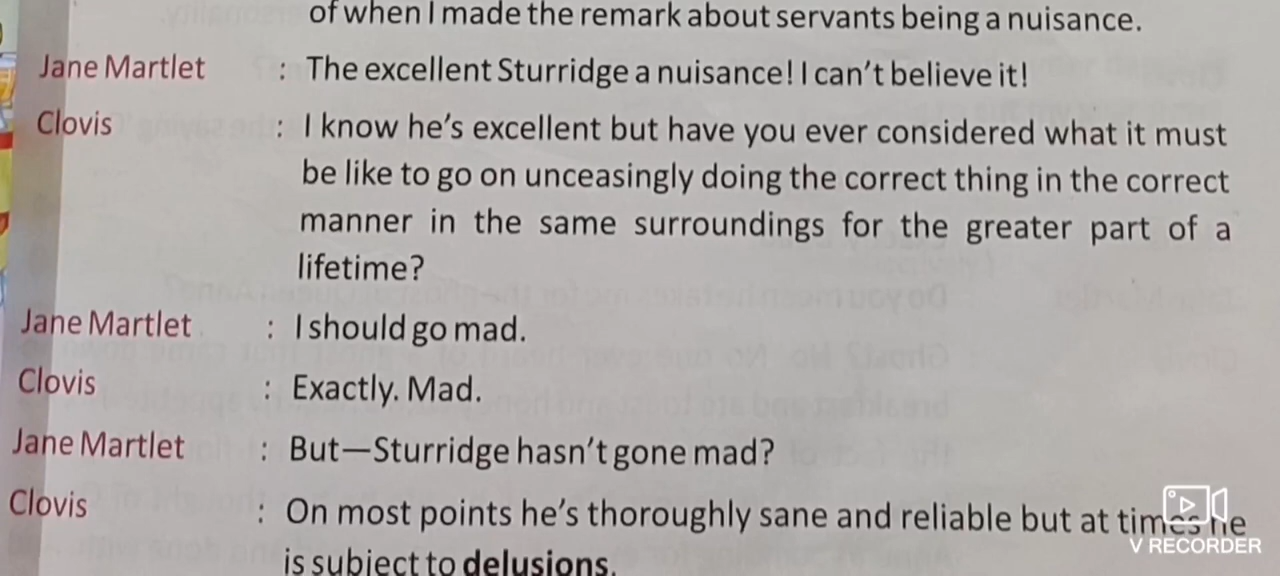 of when I made the remark about servants being a nuisance.
Jane Martlet : The excellent Sturridge a nuisance! I can't believe it!
Clovis : I know he's excellent but have you ever considered what it must
be like to go on unceasingly doing the correct thing in the correct
manner in the same surroundings for the greater part of a
lifetime?
Jane Martlet : I should go mad.
Clovis : Exactly. Mad.
Jane Martlet : But—Sturridge hasn't gone mad?
Clovis : On most points he's thoroughly sane and reliable but at times he
is subject to delusions.
V RECORDER